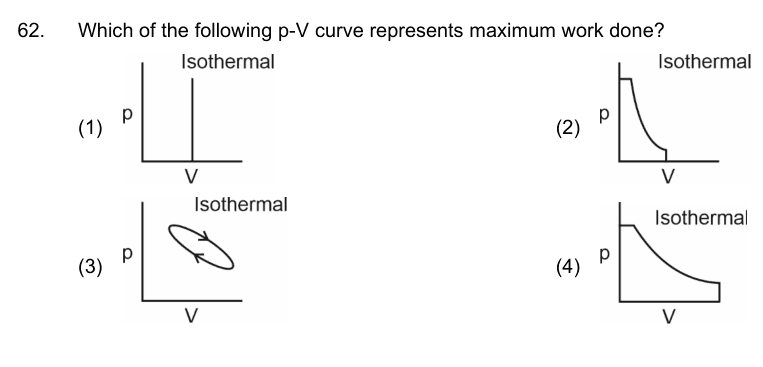 62. Which of the following p-V curve represents maximum work done?
Isothermal
(1) p
V
Isothermal
(2) p
V
Isothermal
(3) p
V
Isothermal
(4) p
V